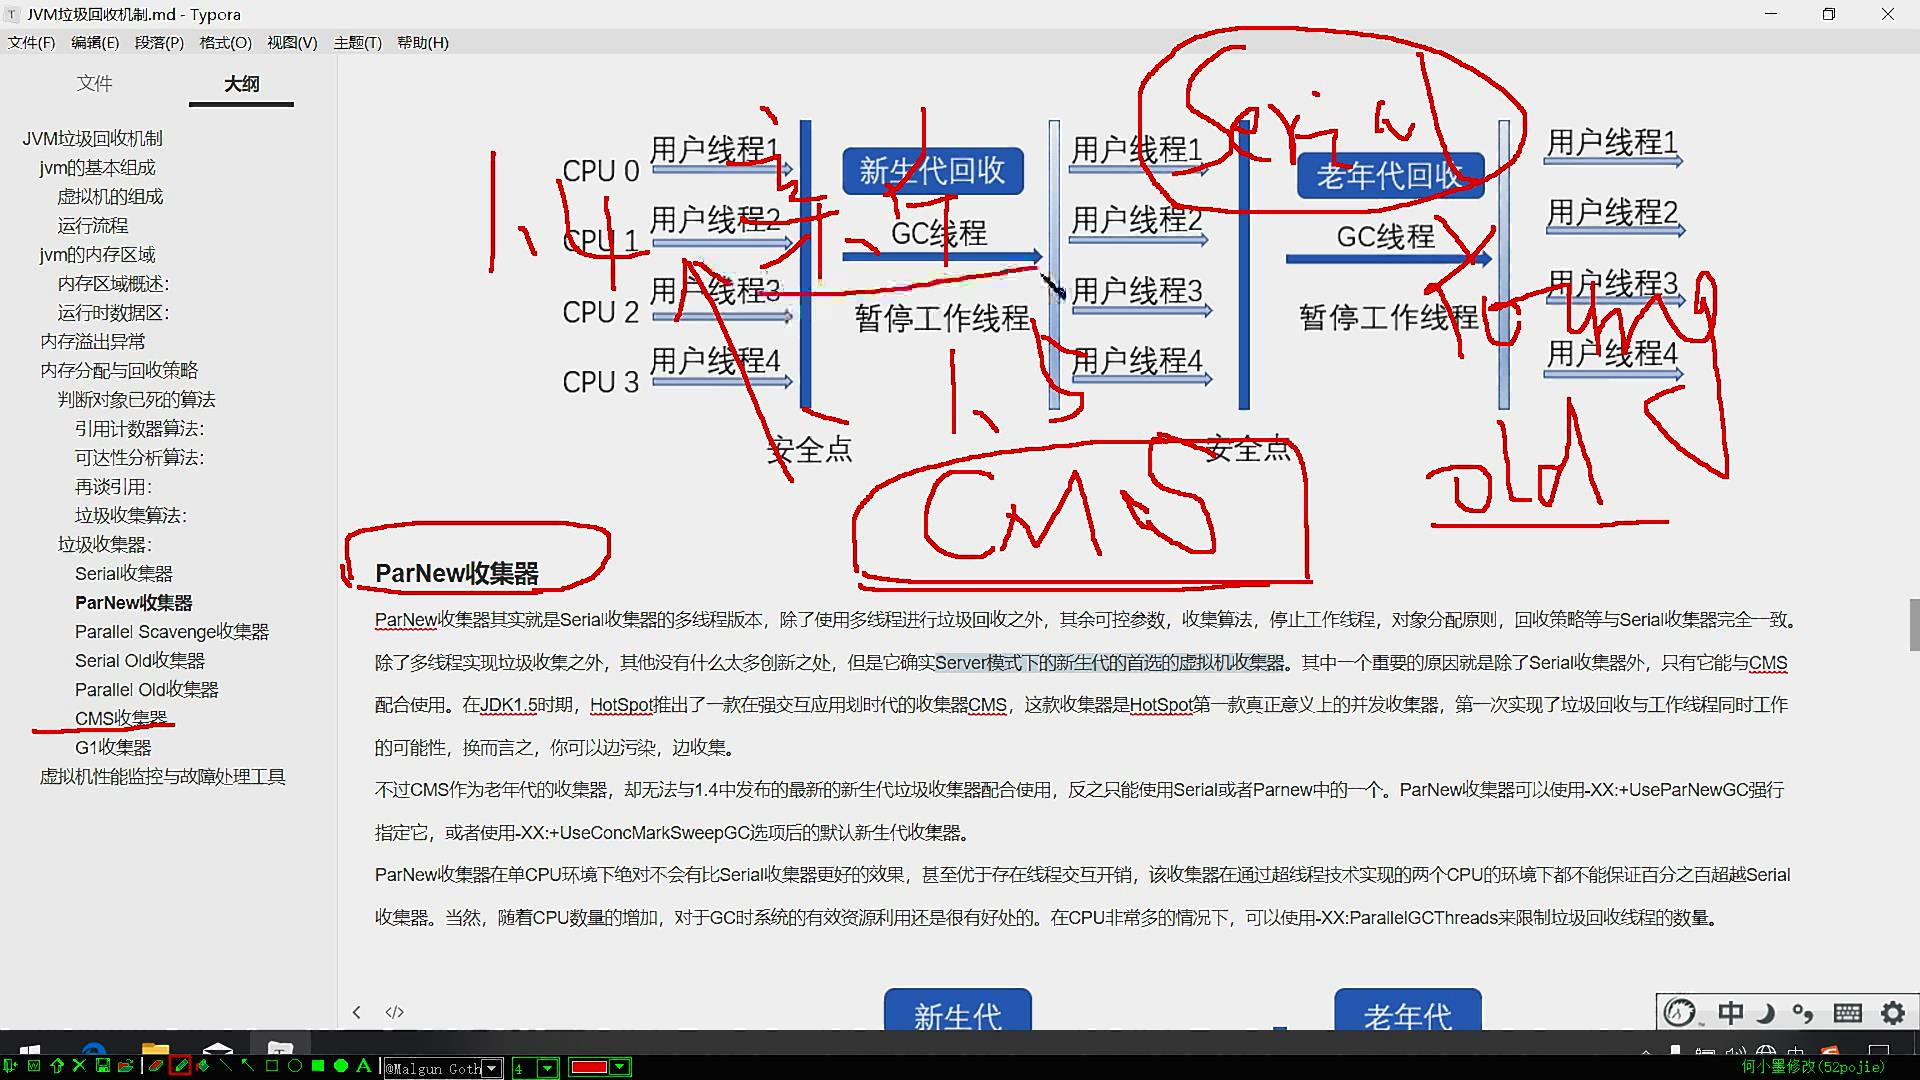 JVM垃圾回收机制.md - Typora
文件(F) 编辑(E) 段落(P) 格式(O) 视图(V) 主题(T) 帮助(H)
文件 大纲
JVM垃圾回收机制
jvm的基本组成
虚拟机的组成
运行流程
jvm的内存区域
内存区域概述：
运行时数据区：
内存溢出异常
内存分配与回收策略
判断对象已死的算法
引用计数器算法：
可达性分析算法：
再谈引用：
垃圾收集算法：
垃圾收集器：
Serial收集器
ParNew收集器
Parallel Scavenge收集器
Serial Old收集器
Parallel Old收集器
CMS收集器
G1收集器
虚拟机性能监控与故障处理工具
CPU 0
CPU 1
CPU 2
CPU 3
用户线程1
用户线程2
用户线程3
用户线程4
安全点
新生代回收
GC线程
暂停工作线程
用户线程1
用户线程2
用户线程3
用户线程4
安全点
老年代回收
GC线程
暂停工作线程
用户线程1
用户线程2
用户线程3
用户线程4
1.4
1.5
CMS
Young
Old
ParNew收集器
ParNew收集器其实就是Serial收集器的多线程版本，除了使用多线程进行垃圾回收之外，其余可控参数，收集算法，停止工作线程，对象分配原则，回收策略等与Serial收集器完全一致。
除了多线程实现垃圾收集之外，其他没有什么太多创新之处，但是它确实Server模式下的新生代的首选的虚拟机收集器。其中一个重要的原因就是除了Serial收集器外，只有它能与CMS
配合使用。在JDK1.5时期，HotSpot推出了一款在强交互应用划时代的收集器CMS，这款收集器是HotSpot第一款真正意义上的并发收集器，第一次实现了垃圾回收与工作线程同时工作
的可能性，换而言之，你可以边污染，边收集。
不过CMS作为老年代的收集器，却无法与1.4中发布的最新的新生代垃圾收集器配合使用，反之只能使用Serial或者Parnew中的一个。ParNew收集器可以使用-XX:+UseParNewGC强行
指定它，或者使用-XX:+UseConcMarkSweepGC选项后的默认新生代收集器。
ParNew收集器在单CPU环境下绝对不会有比Serial收集器更好的效果，甚至优于存在线程交互开销，该收集器在通过超线程技术实现的两个CPU的环境下都不能保证百分之百超越Serial
收集器。当然，随着CPU数量的增加，对于GC时系统的有效资源利用还是很有好处的。在CPU非常多的情况下，可以使用-XX:ParallelGCThreads来限制垃圾回收线程的数量。
新生代 老年代
中
@Malgun Goth 4
何小墨修改(52pojie)